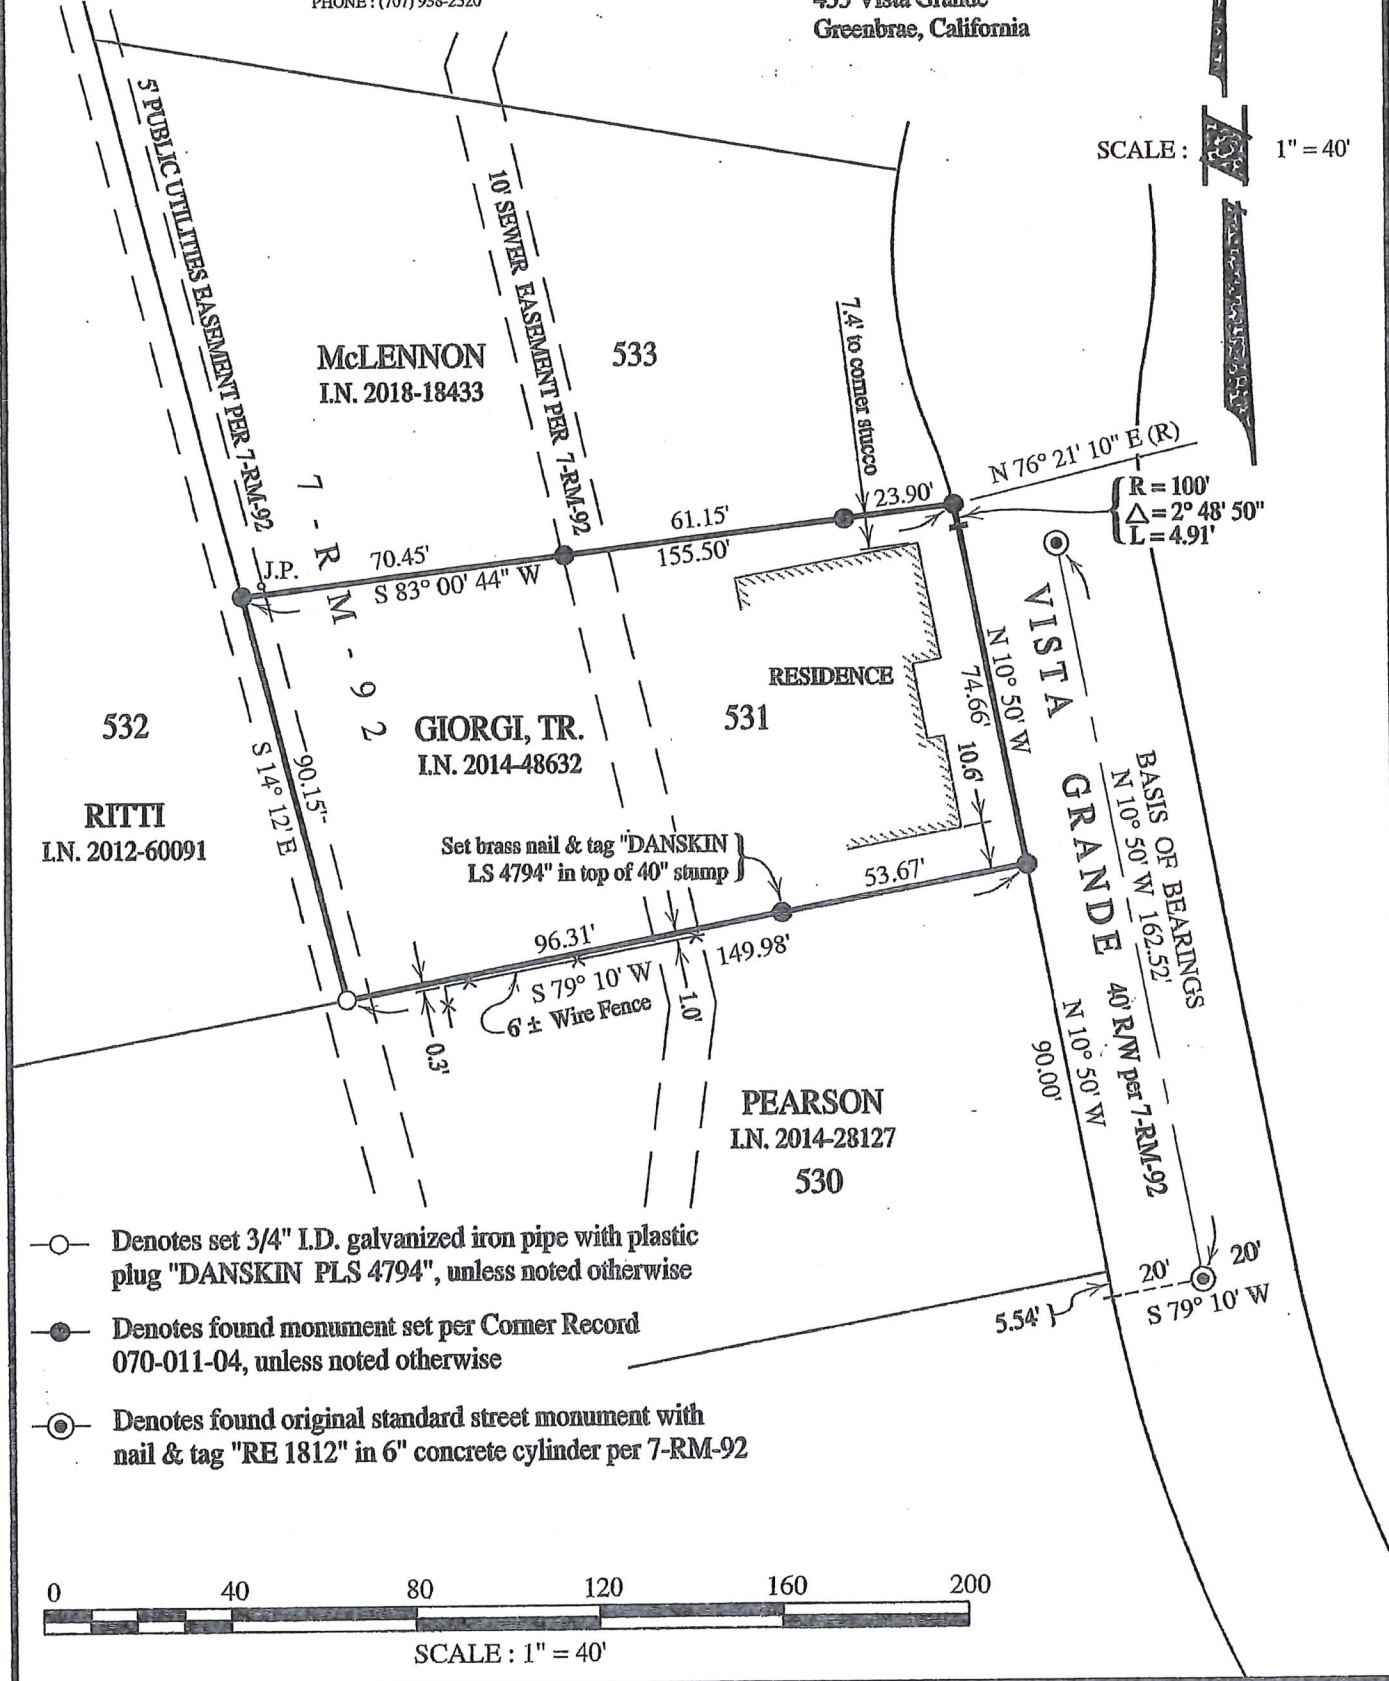 PHONE : (707) 938-2320
455 Vista Grande
Greenbrae, California
SCALE :
1" = 40'
5' PUBLIC UTILITIES EASEMENT PER 7-RM-92
10' SEWER EASEMENT PER 7-RM-92
McLENNON
I.N. 2018-18433
533
7.4' to corner stucco
N 76° 21' 10" E (R)
R = 100'
△ = 2° 48' 50"
L = 4.91'
23.90'
61.15'
155.50'
70.45'
S 83° 00' 44" W
J.P.
7 - R M - 9 2
RESIDENCE
N 10° 50' W
74.66'
VISTA GRANDE
532
GIORGI, TR.
I.N. 2014-48632
531
10.6'
S 14° 12' E
90.15'
RITTI
I.N. 2012-60091
BASIS OF BEARINGS
N 10° 50' W 162.52'
Set brass nail & tag "DANSKIN
LS 4794" in top of 40" stump
53.67'
96.31'
149.98'
S 79° 10' W
6' ± Wire Fence
1.0'
0.3'
40' R/W per 7-RM-92
N 10° 50' W
90.00'
PEARSON
I.N. 2014-28127
530
20'
20'
S 79° 10' W
5.54'
Denotes set 3/4" I.D. galvanized iron pipe with plastic
plug "DANSKIN PLS 4794", unless noted otherwise
Denotes found monument set per Corner Record
070-011-04, unless noted otherwise
Denotes found original standard street monument with
nail & tag "RE 1812" in 6" concrete cylinder per 7-RM-92
0 40 80 120 160 200
SCALE : 1" = 40'